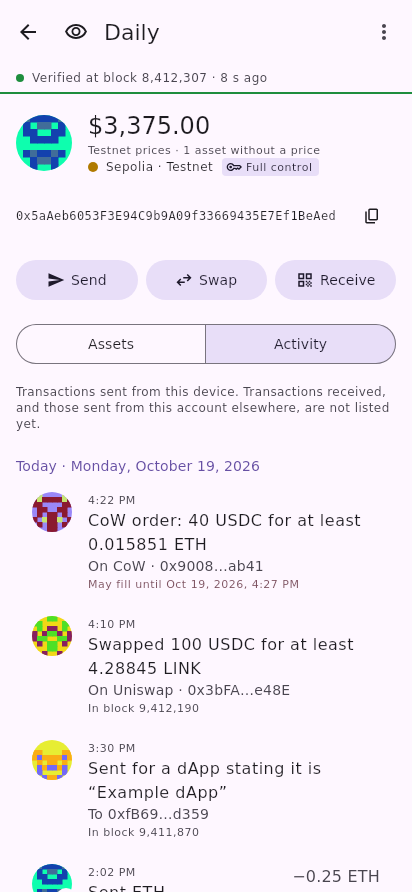 Daily
Verified at block 8,412,307 · 8 s ago
$3,375.00
Testnet prices · 1 asset without a price
Sepolia · Testnet Full control
0x5aAeb6053F3E94C9b9A09f33669435E7Ef1BeAed
Send Swap Receive
Assets Activity
Transactions sent from this device. Transactions received,
and those sent from this account elsewhere, are not listed
yet.
Today · Monday, October 19, 2026
4:22 PM
CoW order: 40 USDC for at least
0.015851 ETH
On CoW · 0x9008...ab41
May fill until Oct 19, 2026, 4:27 PM
4:10 PM
Swapped 100 USDC for at least
4.28845 LINK
On Uniswap · 0x3bFA...e48E
In block 9,412,190
3:30 PM
Sent for a dApp stating it is
“Example dApp”
To 0xfB69...d359
In block 9,411,870
2:02 PM
−0.25 ETH
Sent ETH